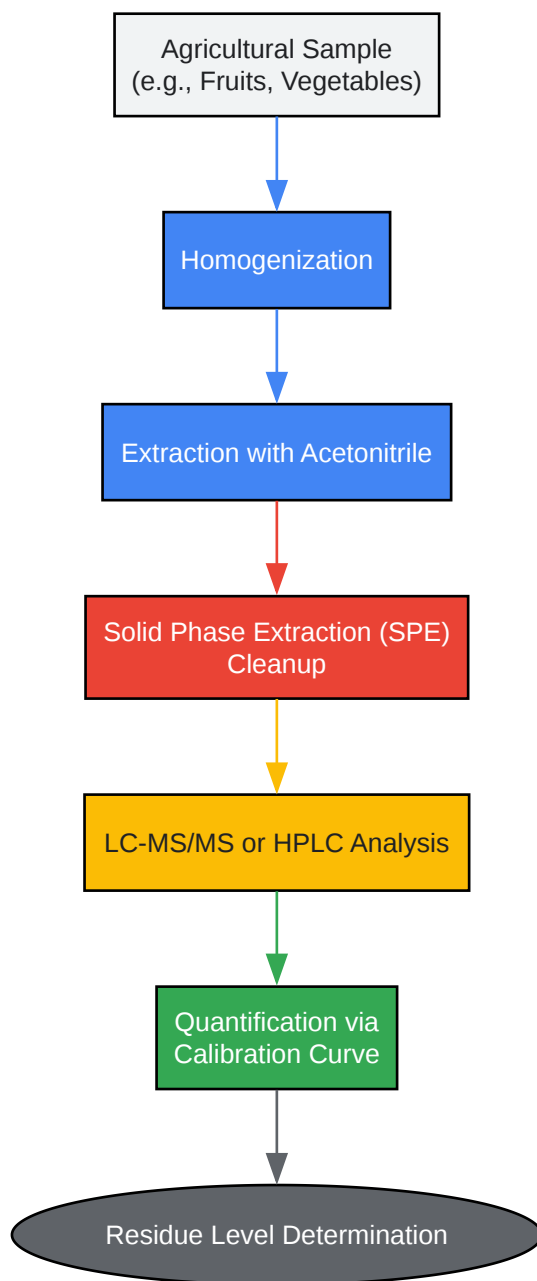 Agricultural Sample
(e.g., Fruits, Vegetables)
Homogenization
Extraction with Acetonitrile
Solid Phase Extraction (SPE)
Cleanup
LC-MS/MS or HPLC Analysis
Quantification via
Calibration Curve
Residue Level Determination